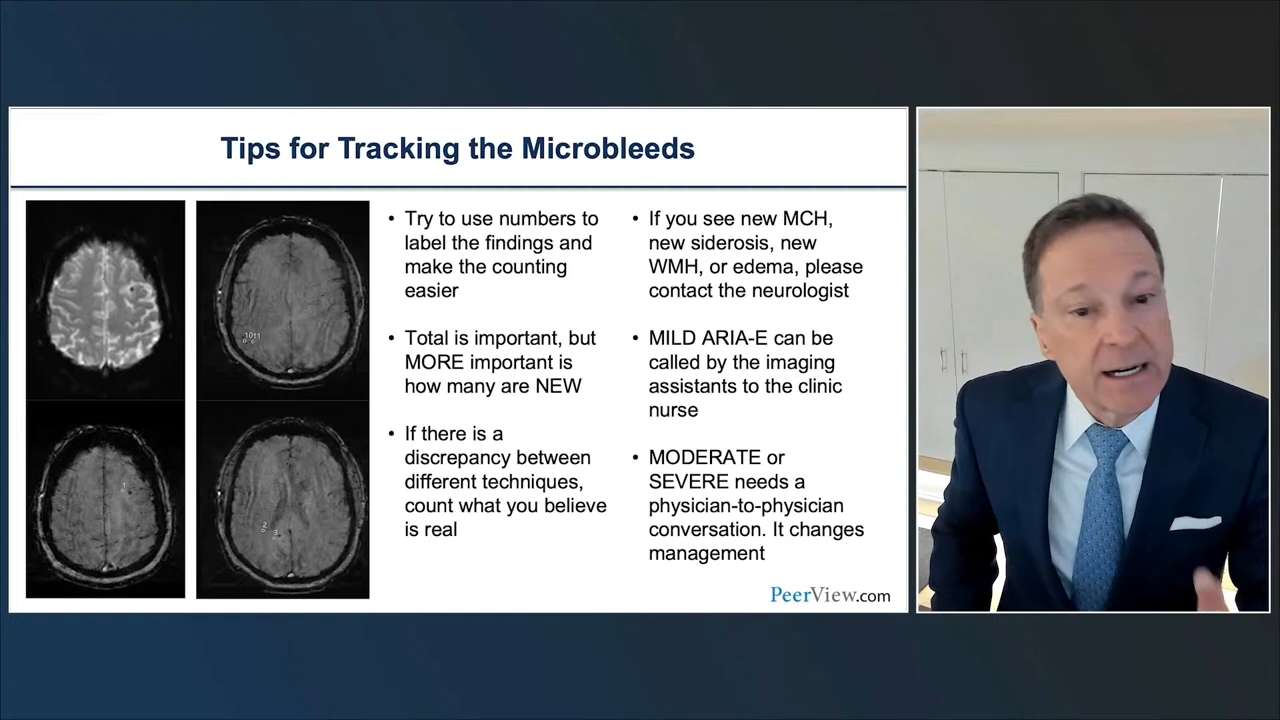 Tips for Tracking the Microbleeds
1011
1
2
3
• Try to use numbers to
label the findings and
make the counting
easier
• Total is important, but
MORE important is
how many are NEW
• If there is a
discrepancy between
different techniques,
count what you believe
is real
• If you see new MCH,
new siderosis, new
WMH, or edema, please
contact the neurologist
• MILD ARIA-E can be
called by the imaging
assistants to the clinic
nurse
• MODERATE or
SEVERE needs a
physician-to-physician
conversation. It changes
management
PeerView.com